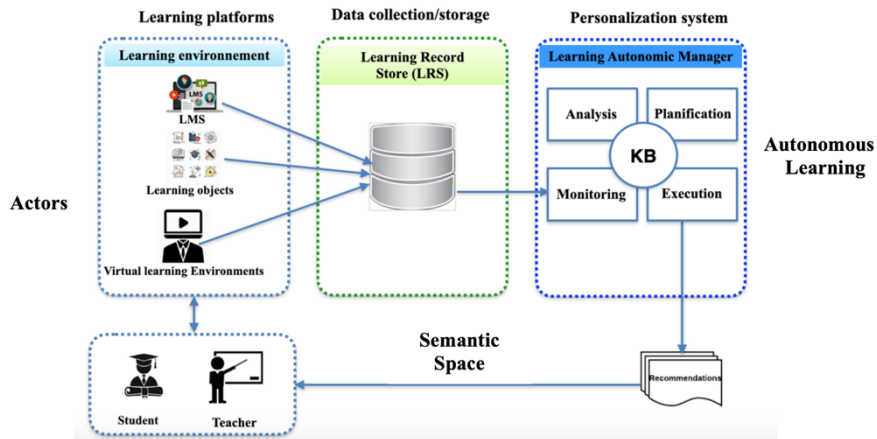 Learning platforms
Data collection/storage
Personalization system
Learning environnement
Learning Record
Store (LRS)
Learning Autonomic Manager
LMS
LMS
Learning objects
Virtual learning Environments
Analysis
Planification
KB
Monitoring
Execution
Actors
Autonomous
Learning
Semantic
Space
Recommendations
Student
Teacher